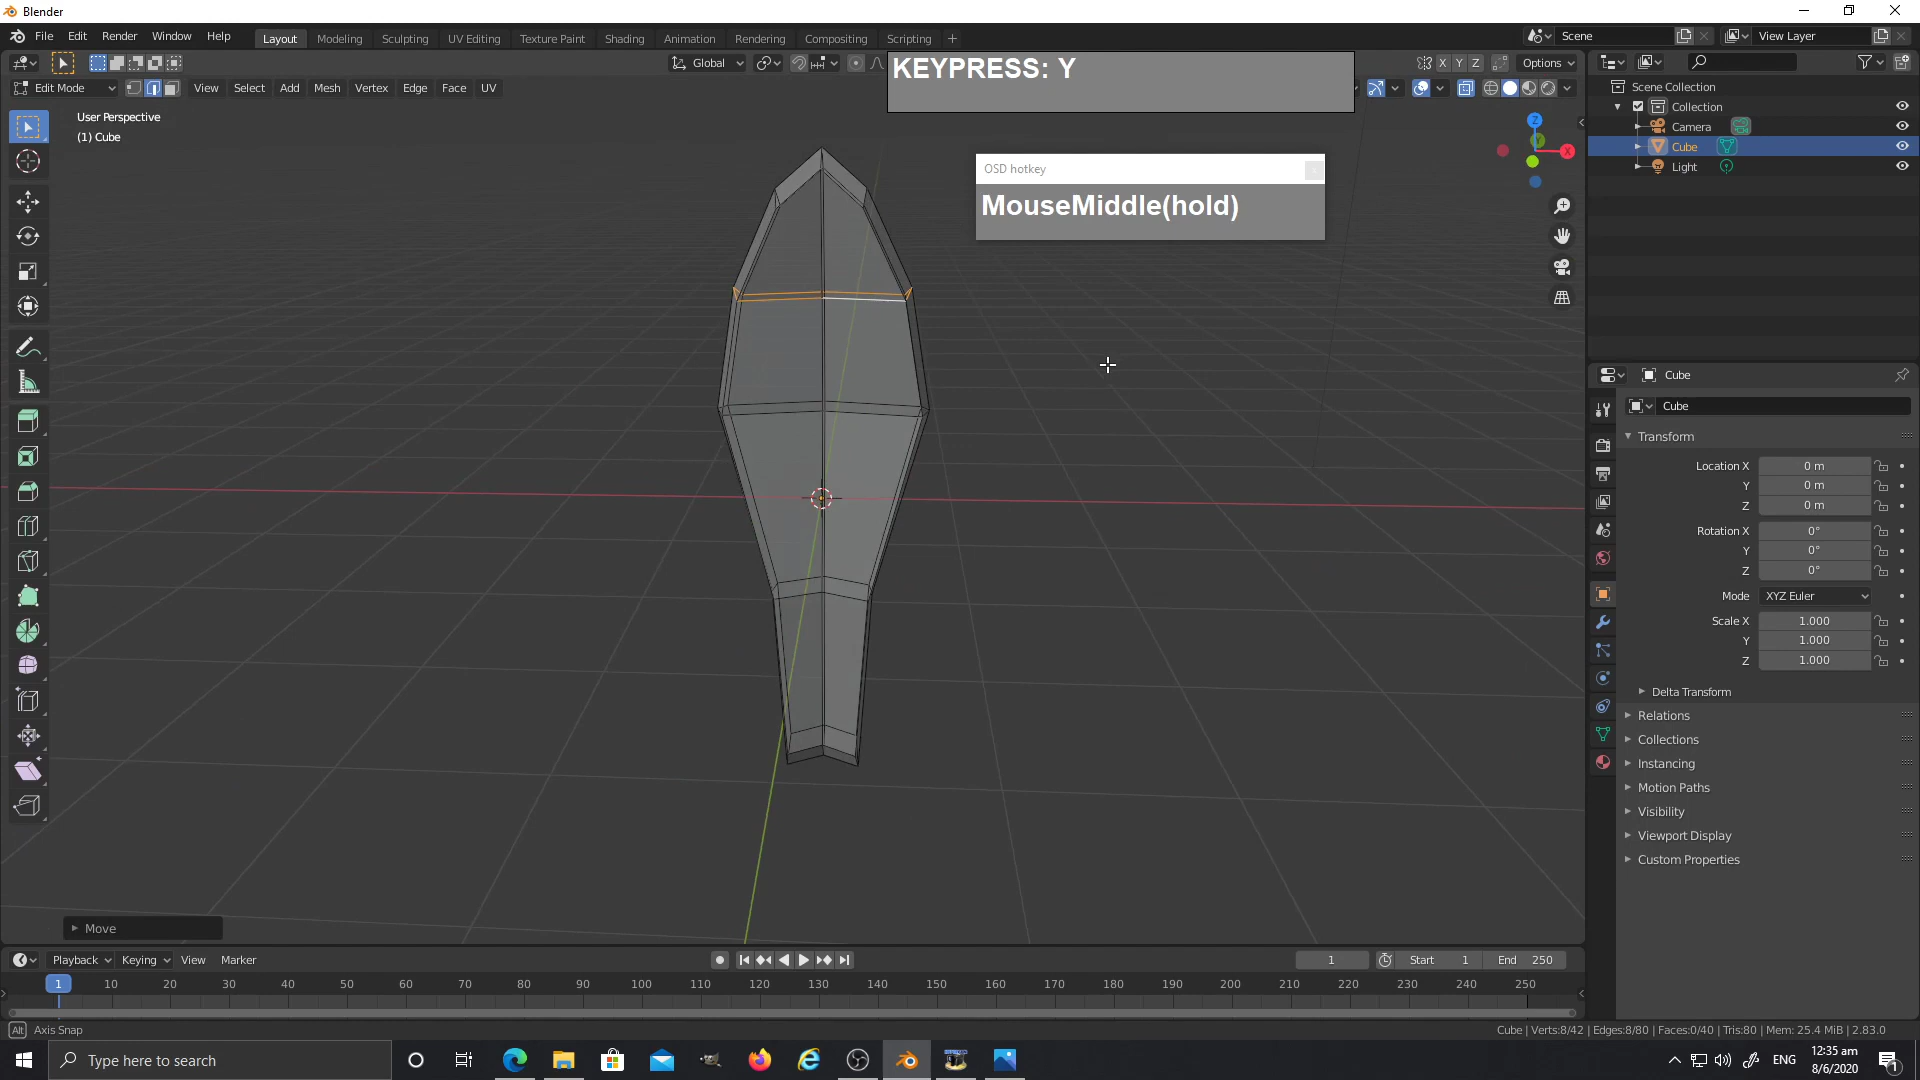 Blender
File Edit Render Window Help
Layout Modeling Sculpting UV Editing Texture Paint Shading Animation Rendering Compositing Scripting
Scene
View Layer
Global
KEYPRESS: Y
X Y Z
Options
Edit Mode
View Select Add Mesh Vertex Edge Face UV
User Perspective
(1) Cube
OSD hotkey
MouseMiddle(hold)
Z
Y
X
Scene Collection
Collection
Camera
Cube
Light
Cube
Cube
Transform
Location X 0 m
Y 0 m
Z 0 m
Rotation X 0°
Y 0°
Z 0°
Mode XYZ Euler
Scale X 1.000
Y 1.000
Z 1.000
Delta Transform
Relations
Collections
Instancing
Motion Paths
Visibility
Viewport Display
Custom Properties
Move
Playback Keying View Marker
1
Start 1
End 250
1 10 20 30 40 50 60 70 80 90 100 110 120 130 140 150 160 170 180 190 200 210 220 230 240 250
Alt Axis Snap
Cube | Verts:8/42 | Edges:8/80 | Faces:0/40 | Tris:80 | Mem: 25.4 MiB | 2.83.0
Type here to search
ENG
12:35 am
8/6/2020
1